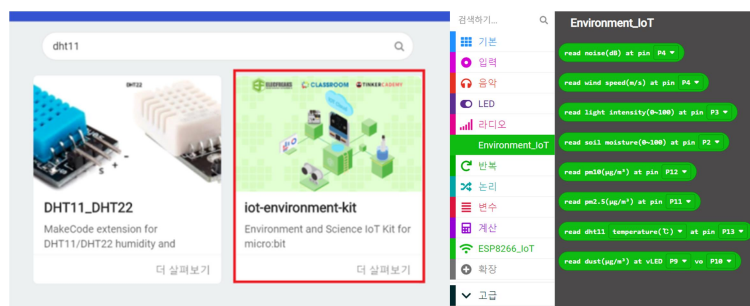 dht11
DHT22
S
+
-
DHT11_DHT22
MakeCode extension for
DHT11/DHT22 humidity and
더 살펴보기
ELECFREAKS
CLASSROOM
TINKERCADEMY
iot-environment-kit
Environment and Science IoT Kit for
micro:bit
더 살펴보기
검색하기...
기본
입력
음악
LED
라디오
Environment_IoT
반복
논리
변수
계산
ESP8266_IoT
확장
고급
Environment_IoT
read noise(dB) at pin P4
read wind speed(m/s) at pin P4
read light intensity(0~100) at pin P3
read soil moisture(0~100) at pin P2
read pm10(μg/m³) at pin P12
read pm2.5(μg/m³) at pin P11
read dht11 temperature(℃) at pin P13
read dust(μg/m³) at vLED P9 vo P10